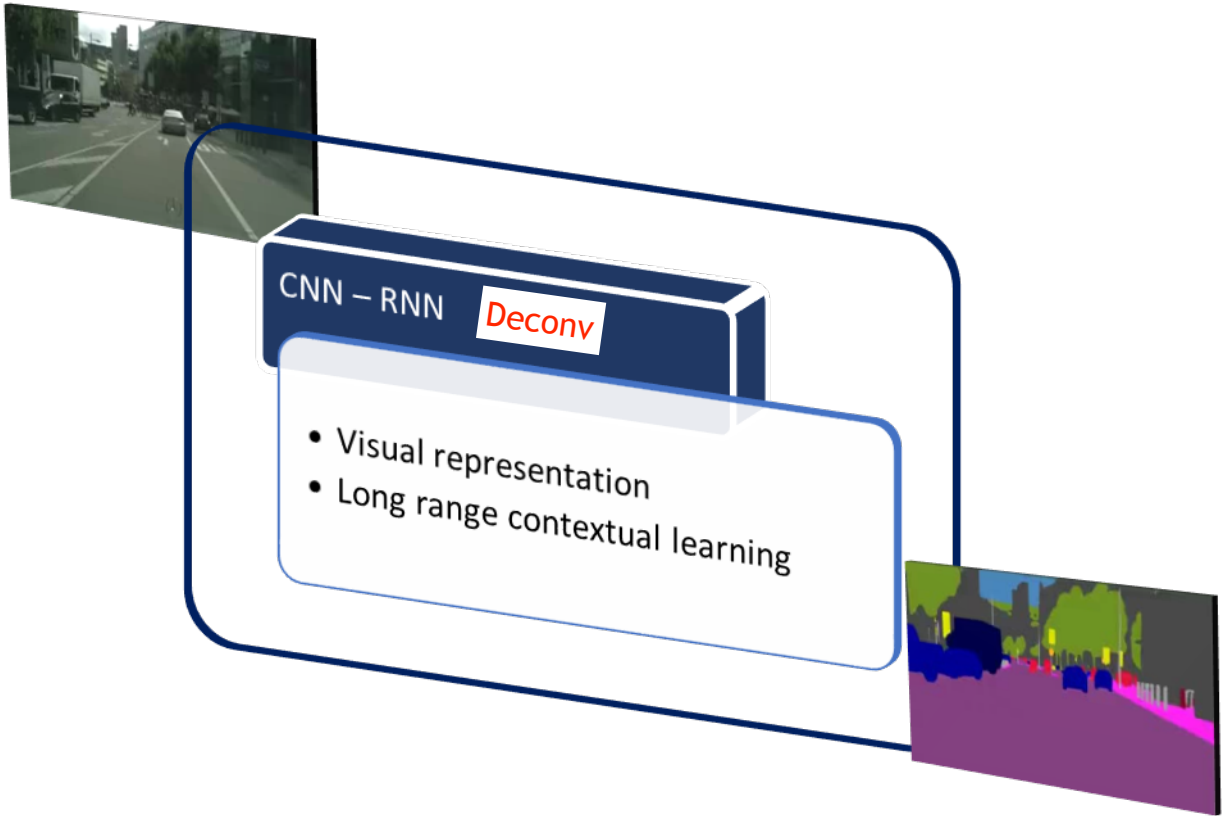 CNN – RNN Deconv
• Visual representation
• Long range contextual learning